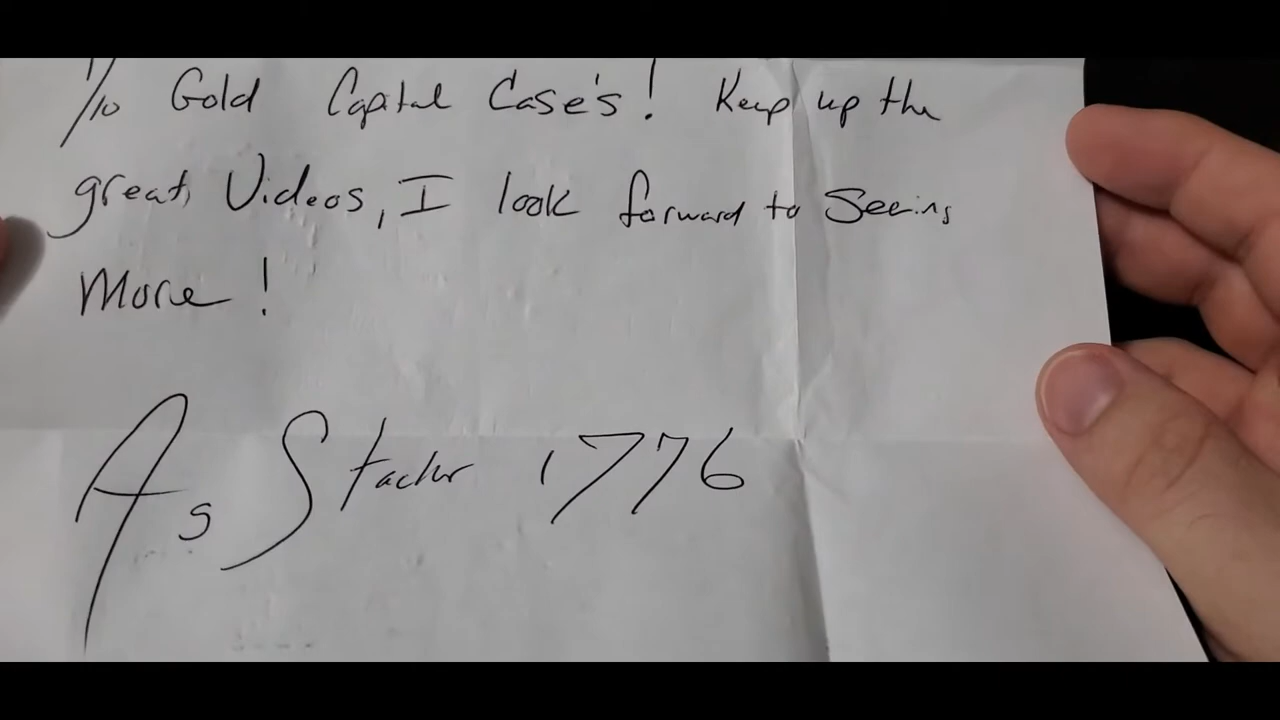 1/10 Gold Capital Case's! Keep up the
great Videos, I look forward to Seeing
More!
As Stacker 1776